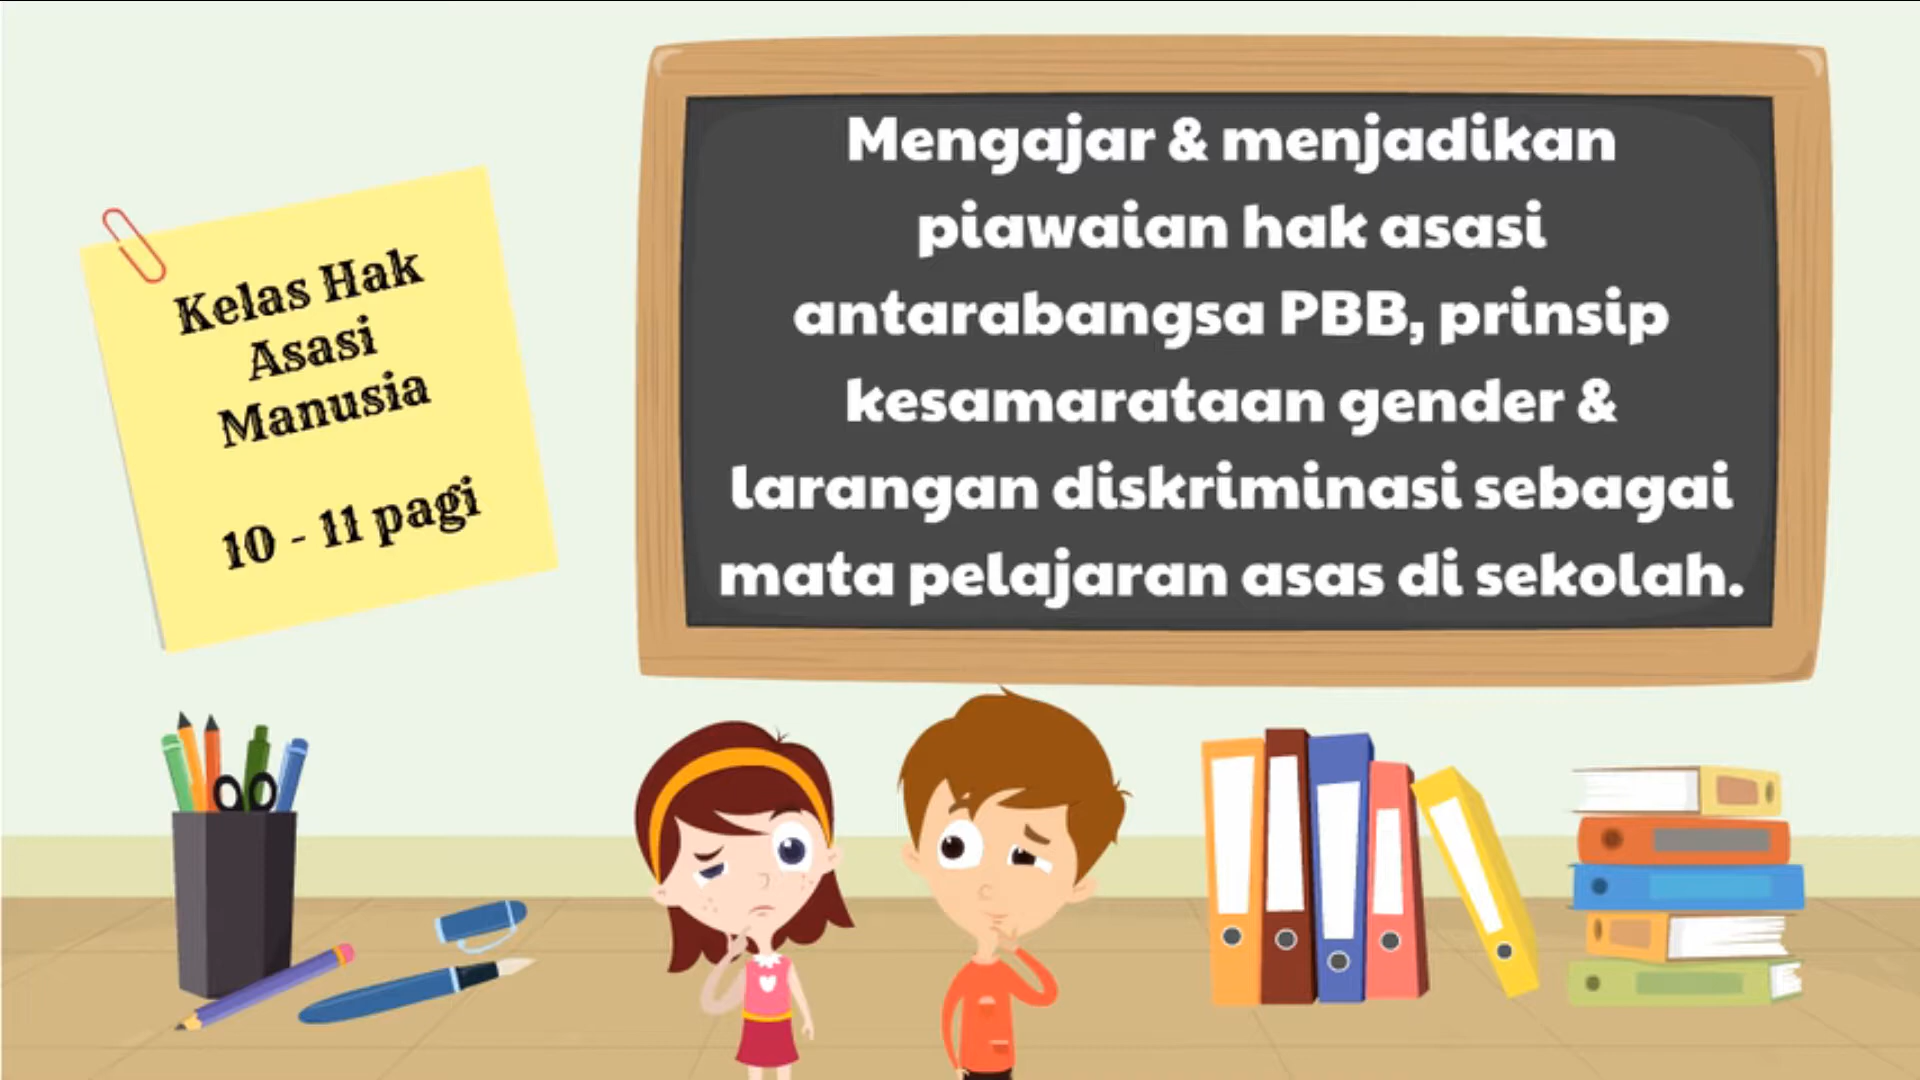 Kelas Hak
Asasi
Manusia
10 - 11 pagi
Mengajar & menjadikan
piawaian hak asasi
antarabangsa PBB, prinsip
kesamarataan gender &
larangan diskriminasi sebagai
mata pelajaran asas di sekolah.